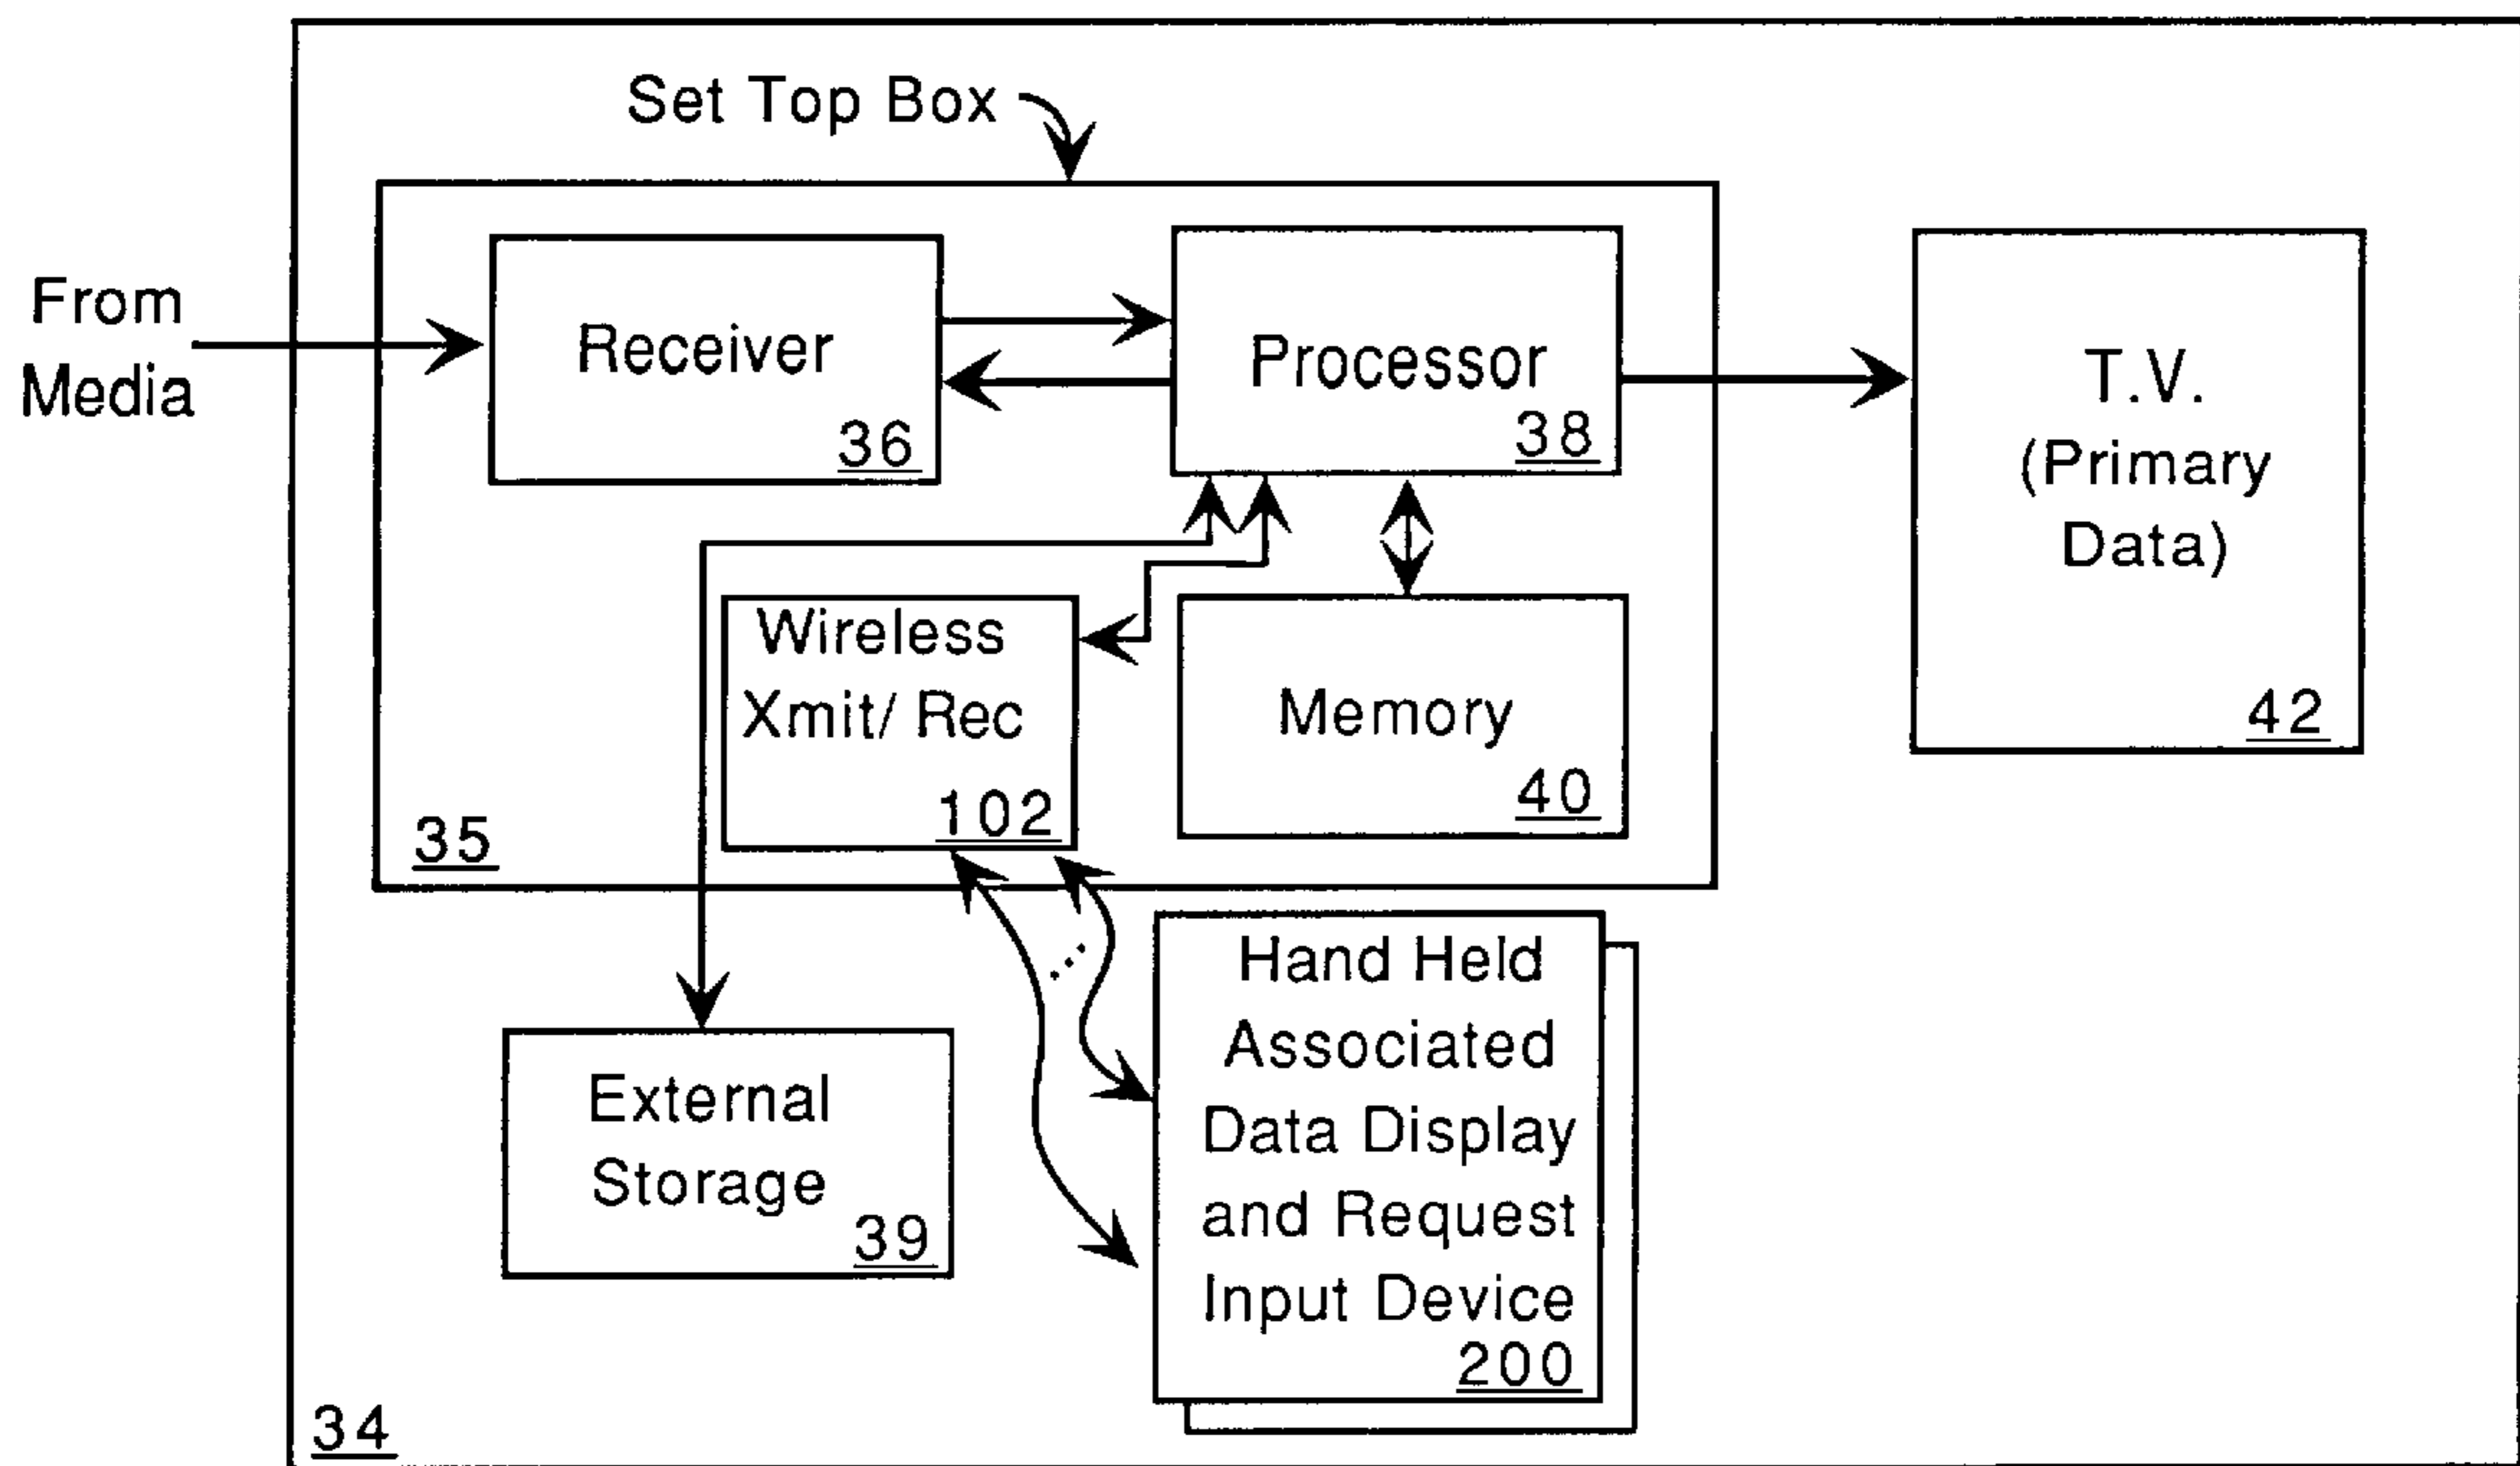 Set Top Box
From
Media
Receiver
36
Processor
38
T.V.
(Primary
Data)
42
Wireless
Xmit/ Rec
102
Memory
40
35
External
Storage
39
Hand Held
Associated
Data Display
and Request
Input Device
200
34